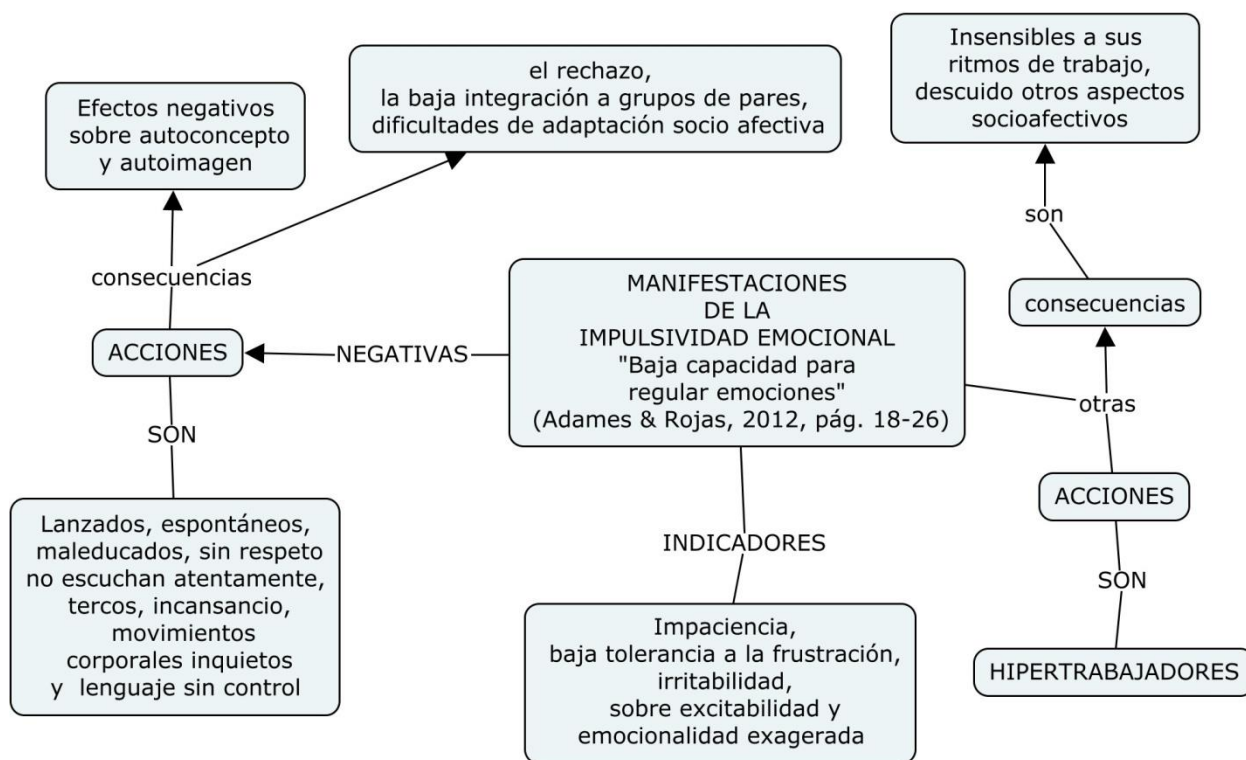 Efectos negativos
sobre autoconcepto
y autoimagen
el rechazo,
la baja integración a grupos de pares,
dificultades de adaptación socio afectiva
Insensibles a sus
ritmos de trabajo,
descuido otros aspectos
socioafectivos
consecuencias
son
MANIFESTACIONES
DE LA
IMPULSIVIDAD EMOCIONAL
"Baja capacidad para
regular emociones"
(Adames & Rojas, 2012, pág. 18-26)
consecuencias
ACCIONES
NEGATIVAS
otras
SON
ACCIONES
Lanzados, espontáneos,
maleducados, sin respeto
no escuchan atentamente,
tercos, incansancio,
movimientos
corporales inquietos
y lenguaje sin control
INDICADORES
SON
Impaciencia,
baja tolerancia a la frustración,
irritabilidad,
sobre excitabilidad y
emocionalidad exagerada
HIPERTRABAJADORES